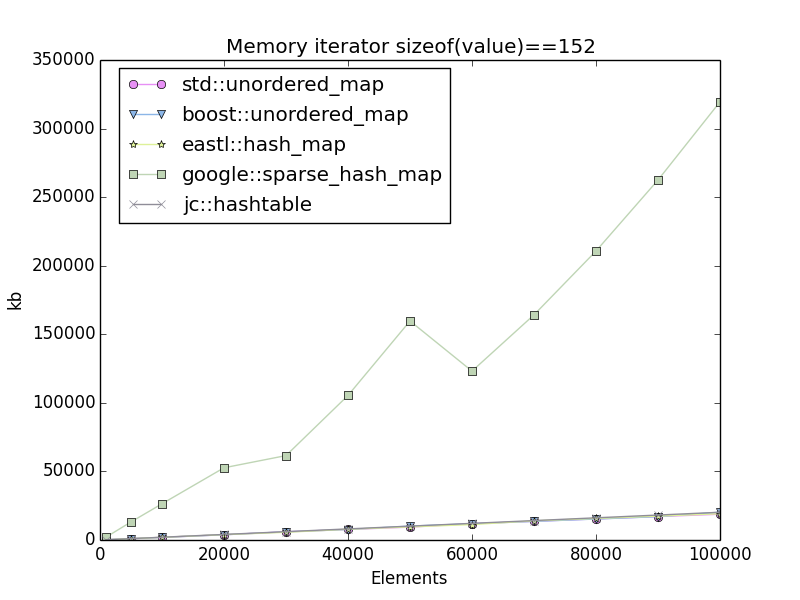 Memory iterator sizeof(value)==152
350000
300000
250000
200000
150000
100000
50000
0
kb
std::unordered_map
boost::unordered_map
eastl::hash_map
google::sparse_hash_map
jc::hashtable
0
20000
40000
60000
80000
100000
Elements